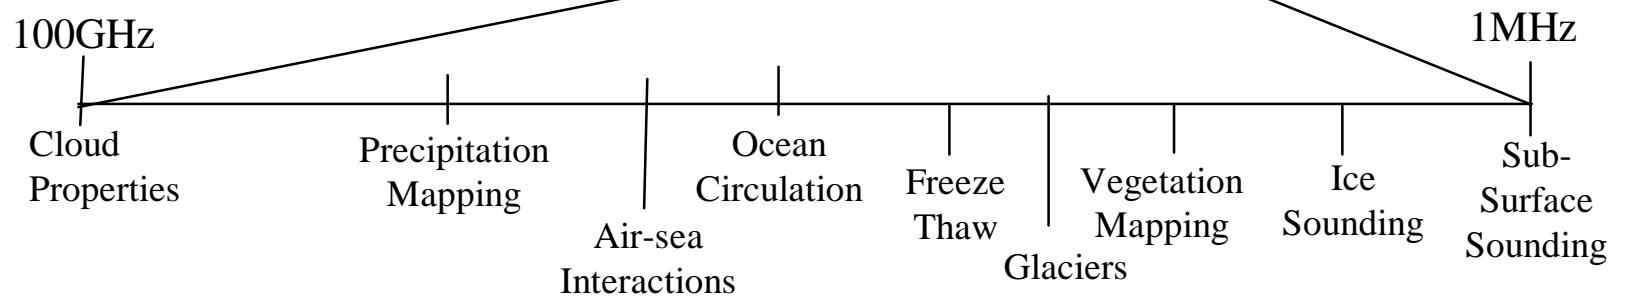 100GHz
1MHz
Cloud
Properties
Precipitation
Mapping
Air-sea
Interactions
Ocean
Circulation
Freeze
Thaw
Glaciers
Vegetation
Mapping
Ice
Sounding
Sub-
Surface
Sounding